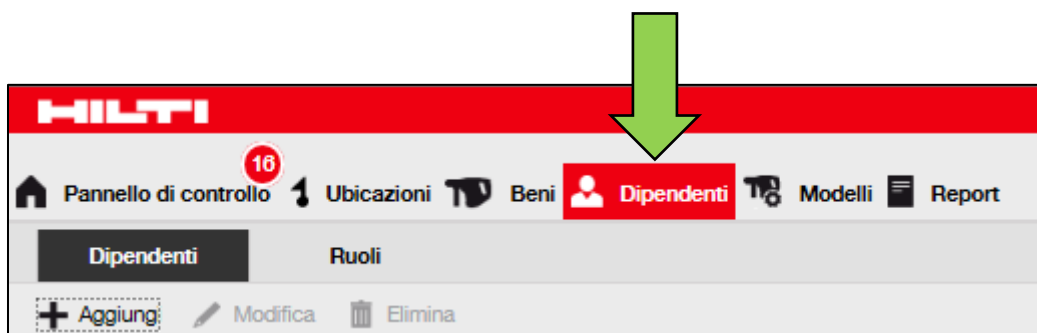 HILTI
16
Pannello di controllo Ubicazioni Beni Dipendenti Modelli Report
Dipendenti Ruoli
Aggiung Modifica Elimina